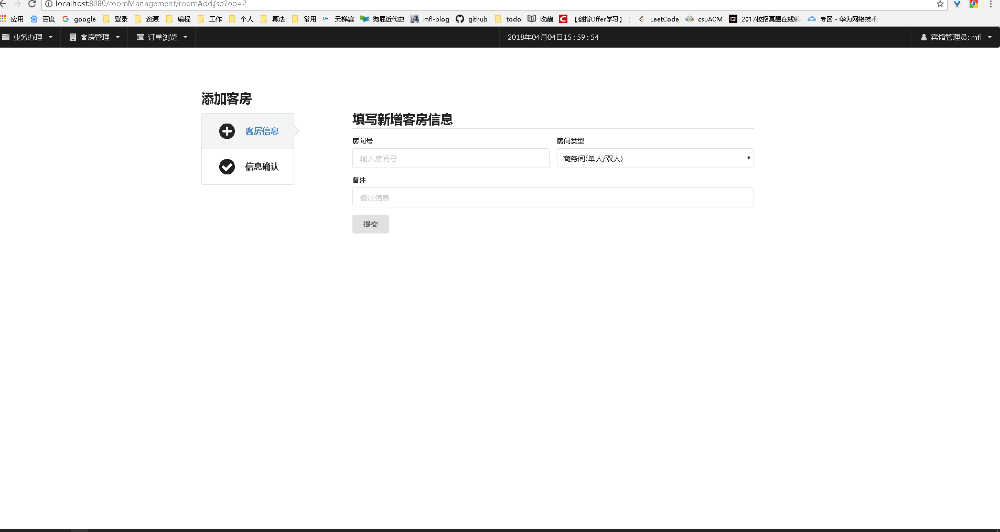 localhost:8080/roomManagement/roomAdd.jsp?op=2
应用 百度 google 登录 资源 编程 工作 个人 算法 常用 PAT 天梯赛 狗屁近代史 mfl-blog github todo 收藏 【剑指Offer学习】 LeetCode csuACM 2017校招真题在线编 专区 - 华为网络技术
业务办理 客房管理 订单浏览 2018年04月04日15 : 59 : 54 宾馆管理员: mfl
添加客房
客房信息
信息确认
填写新增客房信息
房间号 房间类型
输入房间号 商务间(单人/双人)
备注
备注信息
提交